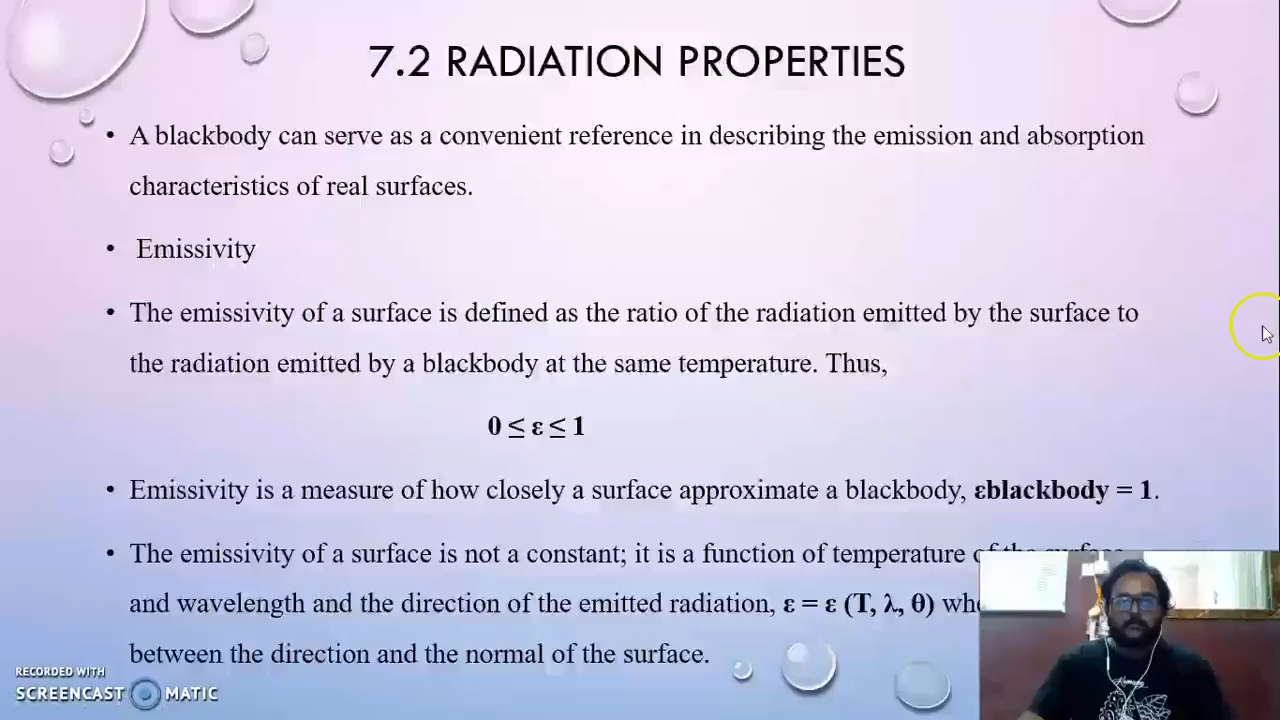 7.2 RADIATION PROPERTIES
• A blackbody can serve as a convenient reference in describing the emission and absorption
characteristics of real surfaces.
• Emissivity
• The emissivity of a surface is defined as the ratio of the radiation emitted by the surface to
the radiation emitted by a blackbody at the same temperature. Thus,
0 ≤ ε ≤ 1
• Emissivity is a measure of how closely a surface approximate a blackbody, εblackbody = 1.
• The emissivity of a surface is not a constant; it is a function of temperature of the surface
and wavelength and the direction of the emitted radiation, ε = ε (T, λ, θ)
between the direction and the normal of the surface.
RECORDED WITH
SCREENCAST MATIC